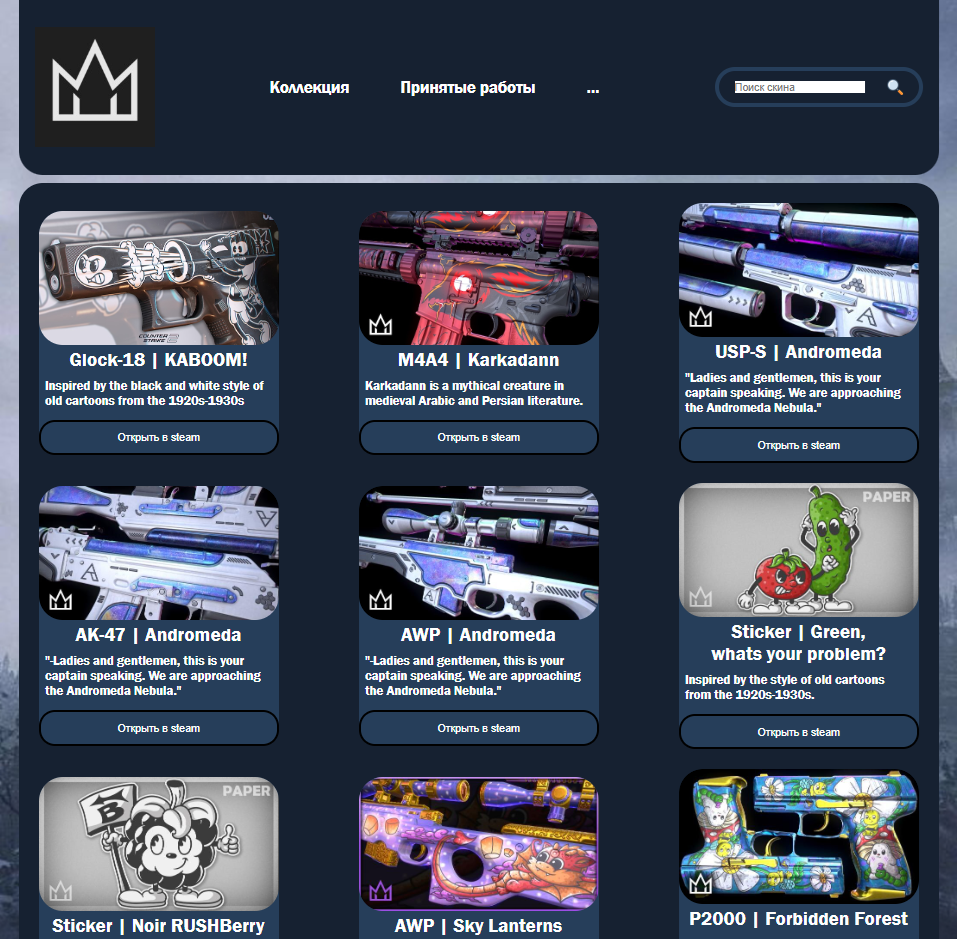 Коллекция
Принятые работы
...
Поиск скина
COUNTER
STRIKE 2
Glock-18 | KABOOM!
Inspired by the black and white style of
old cartoons from the 1920s-1930s
Открыть в steam
M4A4 | Karkadann
Karkadann is a mythical creature in
medieval Arabic and Persian literature.
Открыть в steam
USP-S | Andromeda
"Ladies and gentlemen, this is your
captain speaking. We are approaching
the Andromeda Nebula."
Открыть в steam
AK-47 | Andromeda
"-Ladies and gentlemen, this is your
captain speaking. We are approaching
the Andromeda Nebula."
Открыть в steam
AWP | Andromeda
"-Ladies and gentlemen, this is your
captain speaking. We are approaching
the Andromeda Nebula."
Открыть в steam
PAPER
Sticker | Green,
whats your problem?
Inspired by the style of old cartoons
from the 1920s-1930s.
Открыть в steam
PAPER
B
Sticker | Noir RUSHBerry
AWP | Sky Lanterns
P2000 | Forbidden Forest